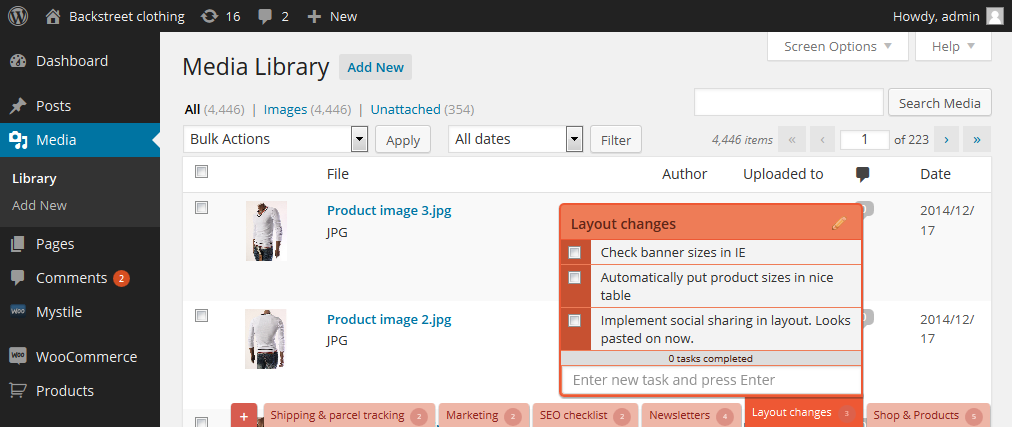 Backstreet clothing 16 2 New Howdy, admin
Dashboard
Posts
Media
Library
Add New
Pages
Comments 2
Mystile
WooCommerce
Products
Screen Options Help
Media Library Add New
All (4,446) | Images (4,446) | Unattached (354)
Search Media
Bulk Actions Apply All dates Filter 4,446 items « ‹ 1 of 223 › »
File Author Uploaded to Date
Product image 3.jpg
JPG
2014/12/
17
Product image 2.jpg
JPG
2014/12/
17
Layout changes
Check banner sizes in IE
Automatically put product sizes in nice
table
Implement social sharing in layout. Looks
pasted on now.
0 tasks completed
Enter new task and press Enter
+ Shipping & parcel tracking 2 Marketing 2 SEO checklist 2 Newsletters 4 Layout changes 3 Shop & Products 5